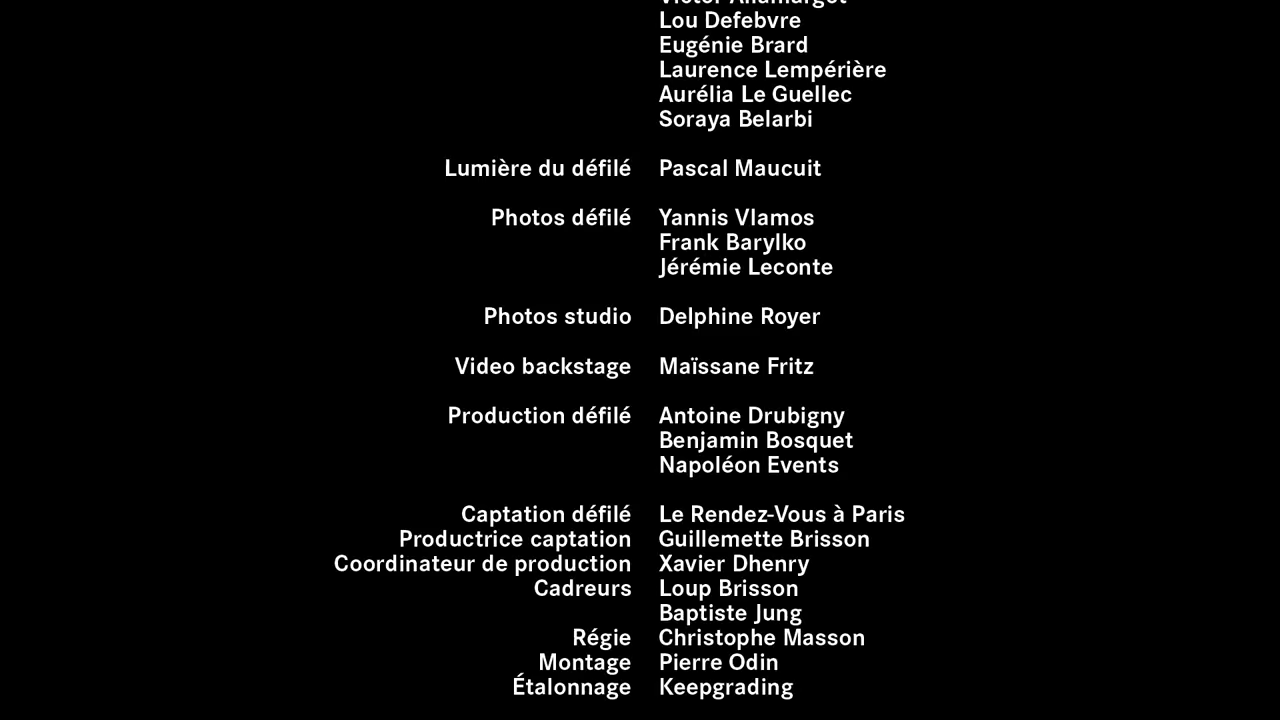 Lou Defebvre
Eugénie Brard
Laurence Lempérière
Aurélia Le Guellec
Soraya Belarbi
Lumière du défilé Pascal Maucuit
Photos défilé Yannis Vlamos
Frank Barylko
Jérémie Leconte
Photos studio Delphine Royer
Video backstage Maïssane Fritz
Production défilé Antoine Drubigny
Benjamin Bosquet
Napoléon Events
Captation défilé Le Rendez-Vous à Paris
Productrice captation Guillemette Brisson
Coordinateur de production Xavier Dhenry
Cadreurs Loup Brisson
Baptiste Jung
Régie Christophe Masson
Montage Pierre Odin
Étalonnage Keepgrading